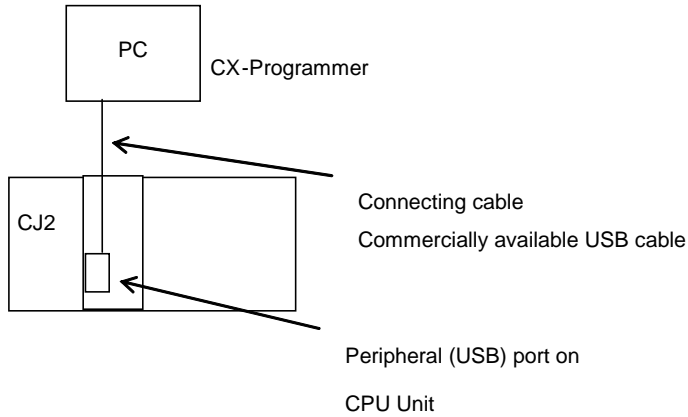 PC
CX-Programmer
Connecting cable
Commercially available USB cable
CJ2
Peripheral (USB) port on
CPU Unit